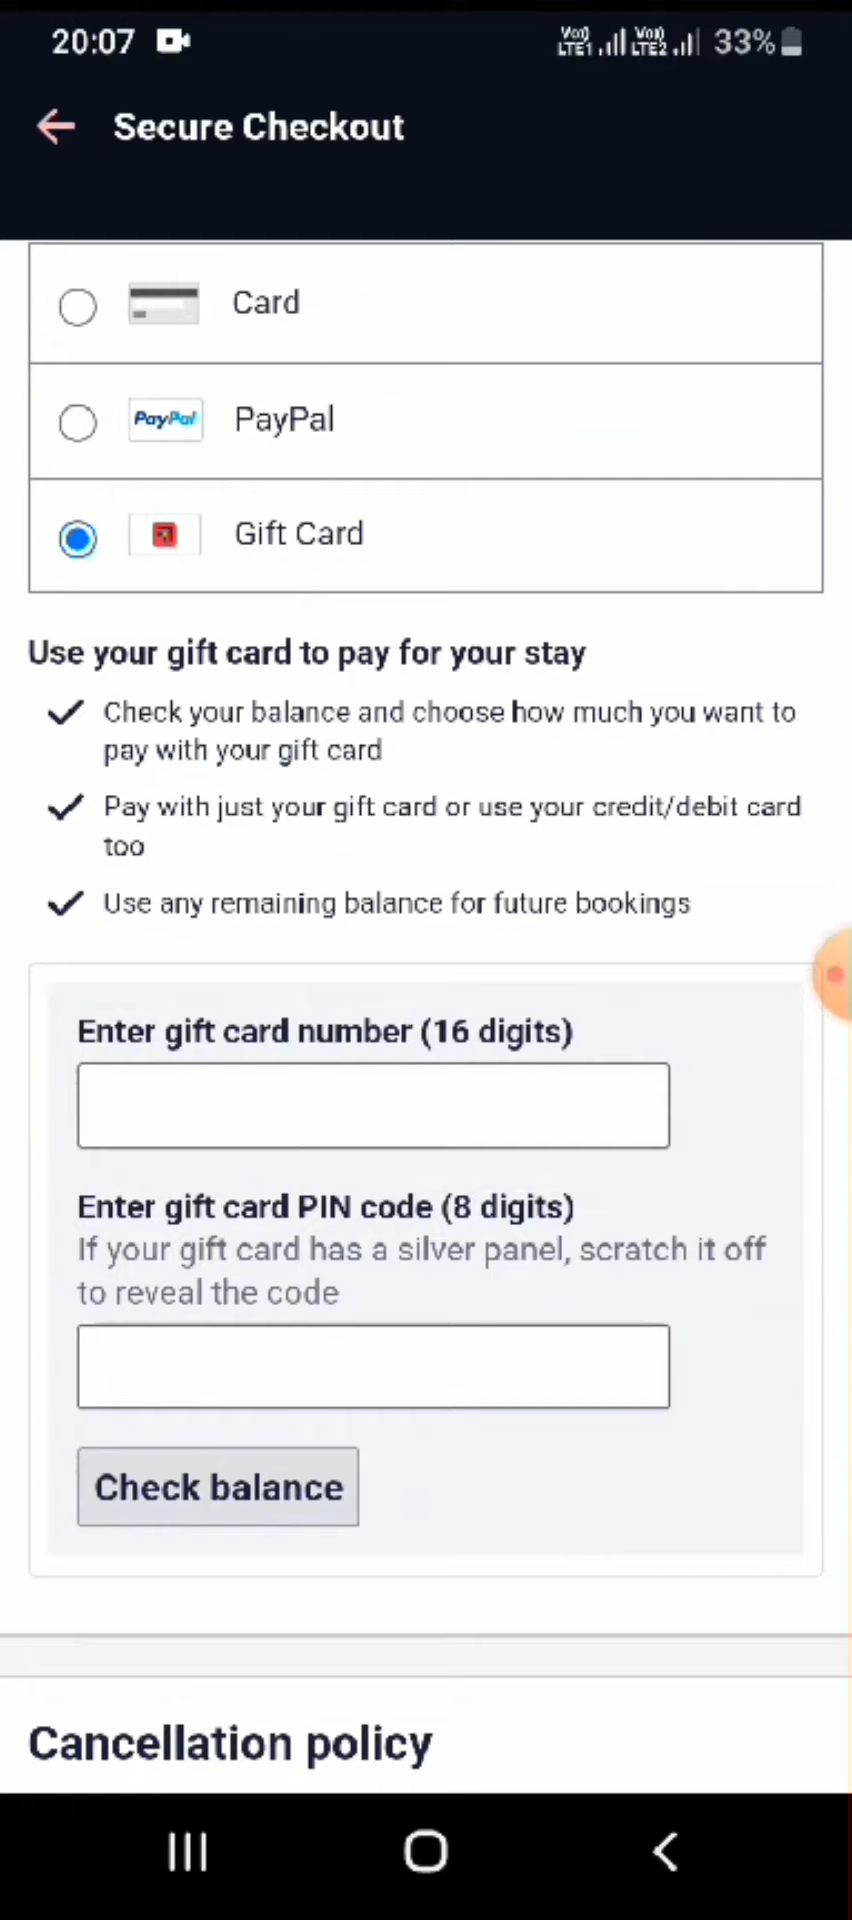 20:07
Vo)) LTE1 Vo)) LTE2 33%
Secure Checkout
Card
PayPal PayPal
Gift Card
Use your gift card to pay for your stay
Check your balance and choose how much you want to
pay with your gift card
Pay with just your gift card or use your credit/debit card
too
Use any remaining balance for future bookings
Enter gift card number (16 digits)
Enter gift card PIN code (8 digits)
If your gift card has a silver panel, scratch it off
to reveal the code
Check balance
Cancellation policy